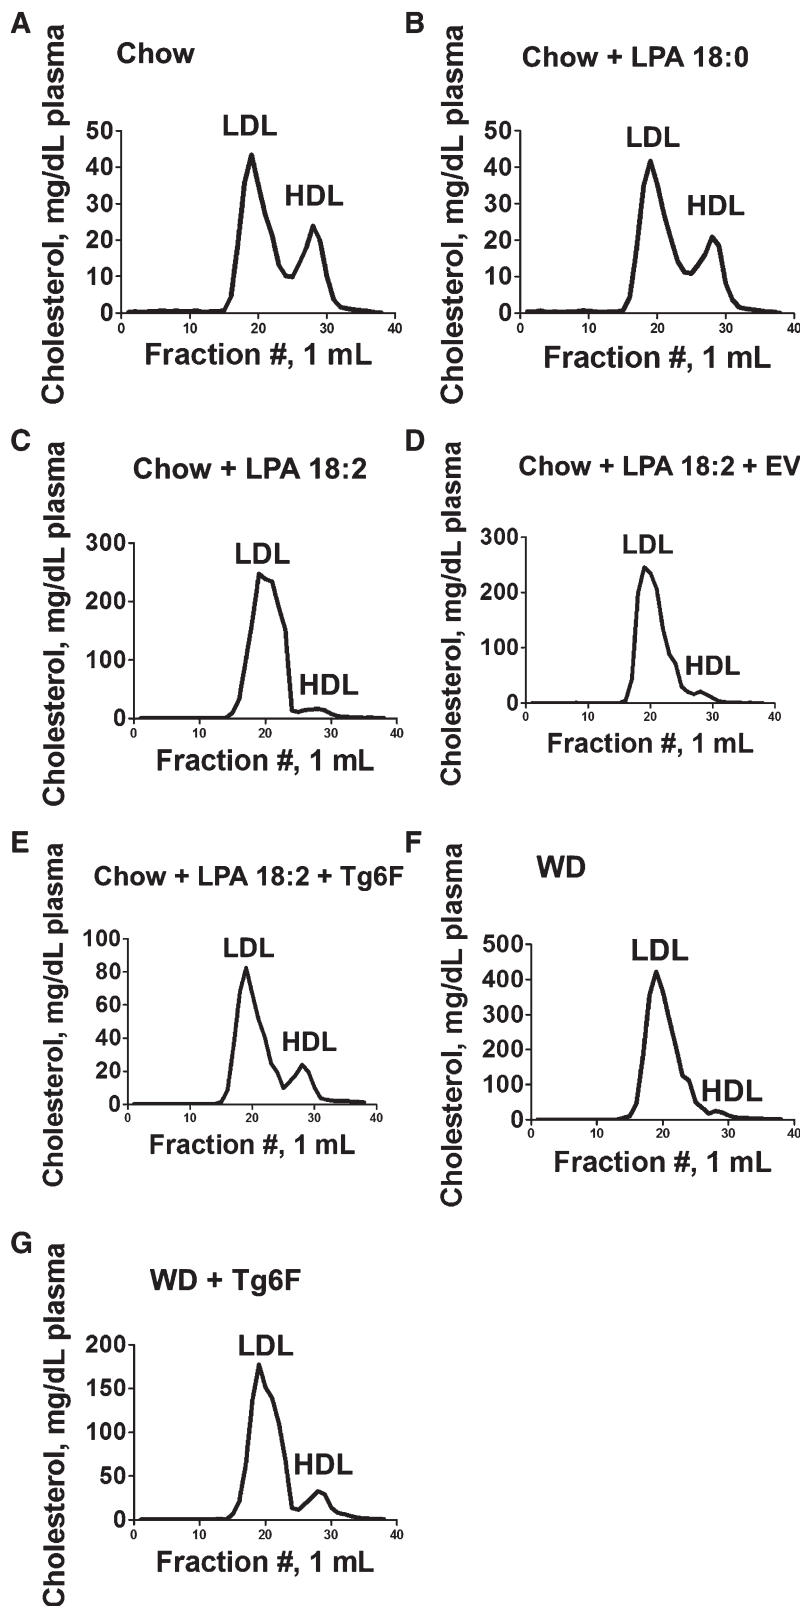 A
Chow
Cholesterol, mg/dL plasma
50
40
30
20
10
0
LDL
HDL
0 10 20 30 40
Fraction #, 1 mL
B
Chow + LPA 18:0
Cholesterol, mg/dL plasma
50
40
30
20
10
0
LDL
HDL
0 10 20 30 40
Fraction #, 1 mL
C
Chow + LPA 18:2
Cholesterol, mg/dL plasma
300
200
100
0
LDL
HDL
0 10 20 30 40
Fraction #, 1 mL
D
Chow + LPA 18:2 + EV
Cholesterol, mg/dL plasma
300
200
100
0
LDL
HDL
0 10 20 30 40
Fraction #, 1 mL
E
Chow + LPA 18:2 + Tg6F
Cholesterol, mg/dL plasma
100
80
60
40
20
0
LDL
HDL
0 10 20 30 40
Fraction #, 1 mL
F
WD
Cholesterol, mg/dL plasma
500
400
300
200
100
0
LDL
HDL
0 10 20 30 40
Fraction #, 1 mL
G
WD + Tg6F
Cholesterol, mg/dL plasma
200
150
100
50
0
LDL
HDL
0 10 20 30 40
Fraction #, 1 mL